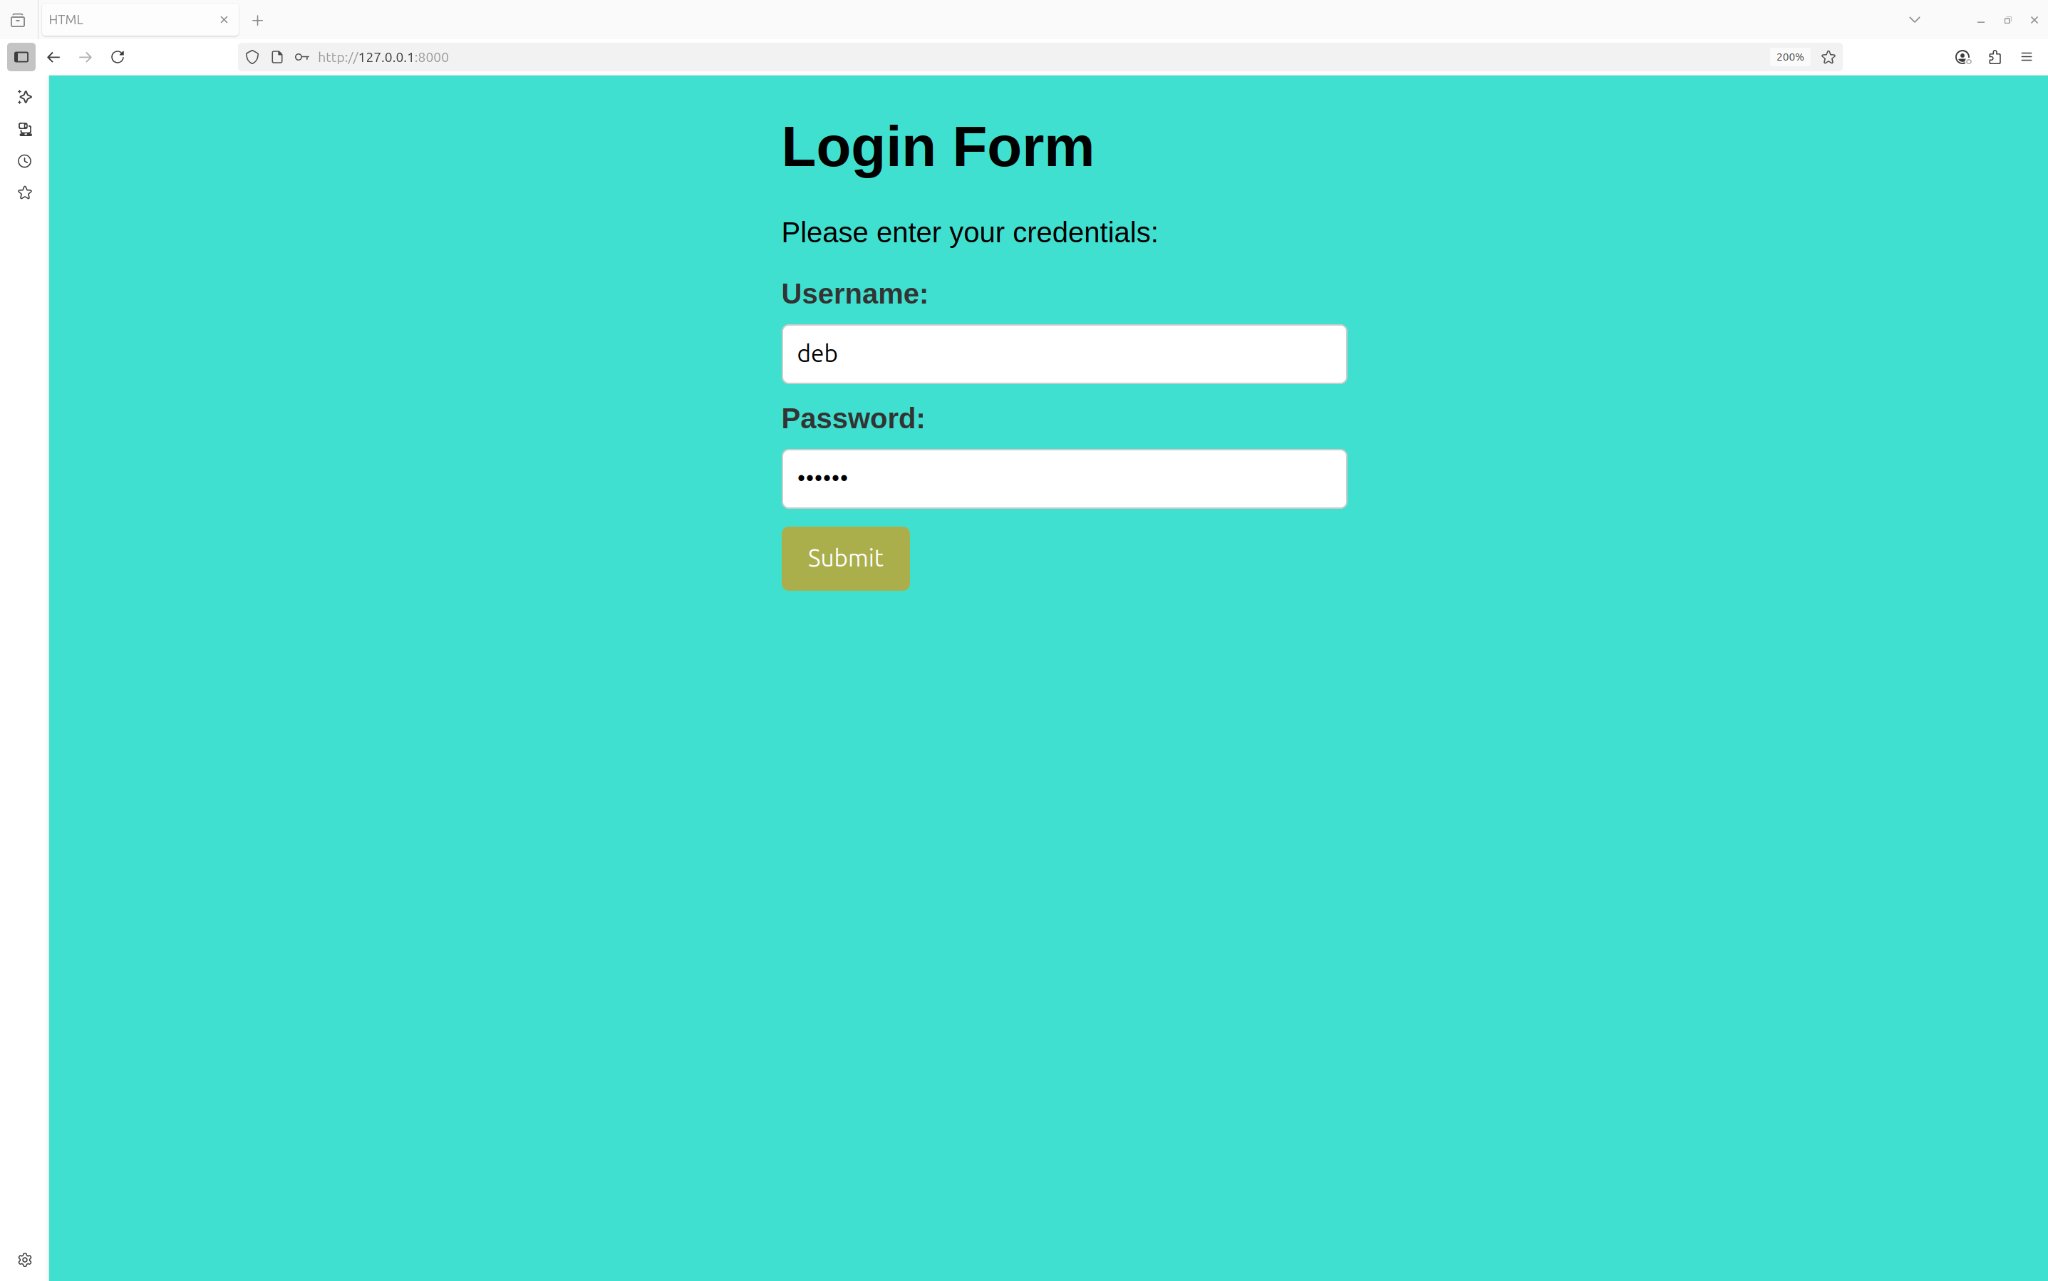 HTML
http://127.0.0.1:8000
200%
Login Form
Please enter your credentials:
Username:
deb
Password:
••••••
Submit